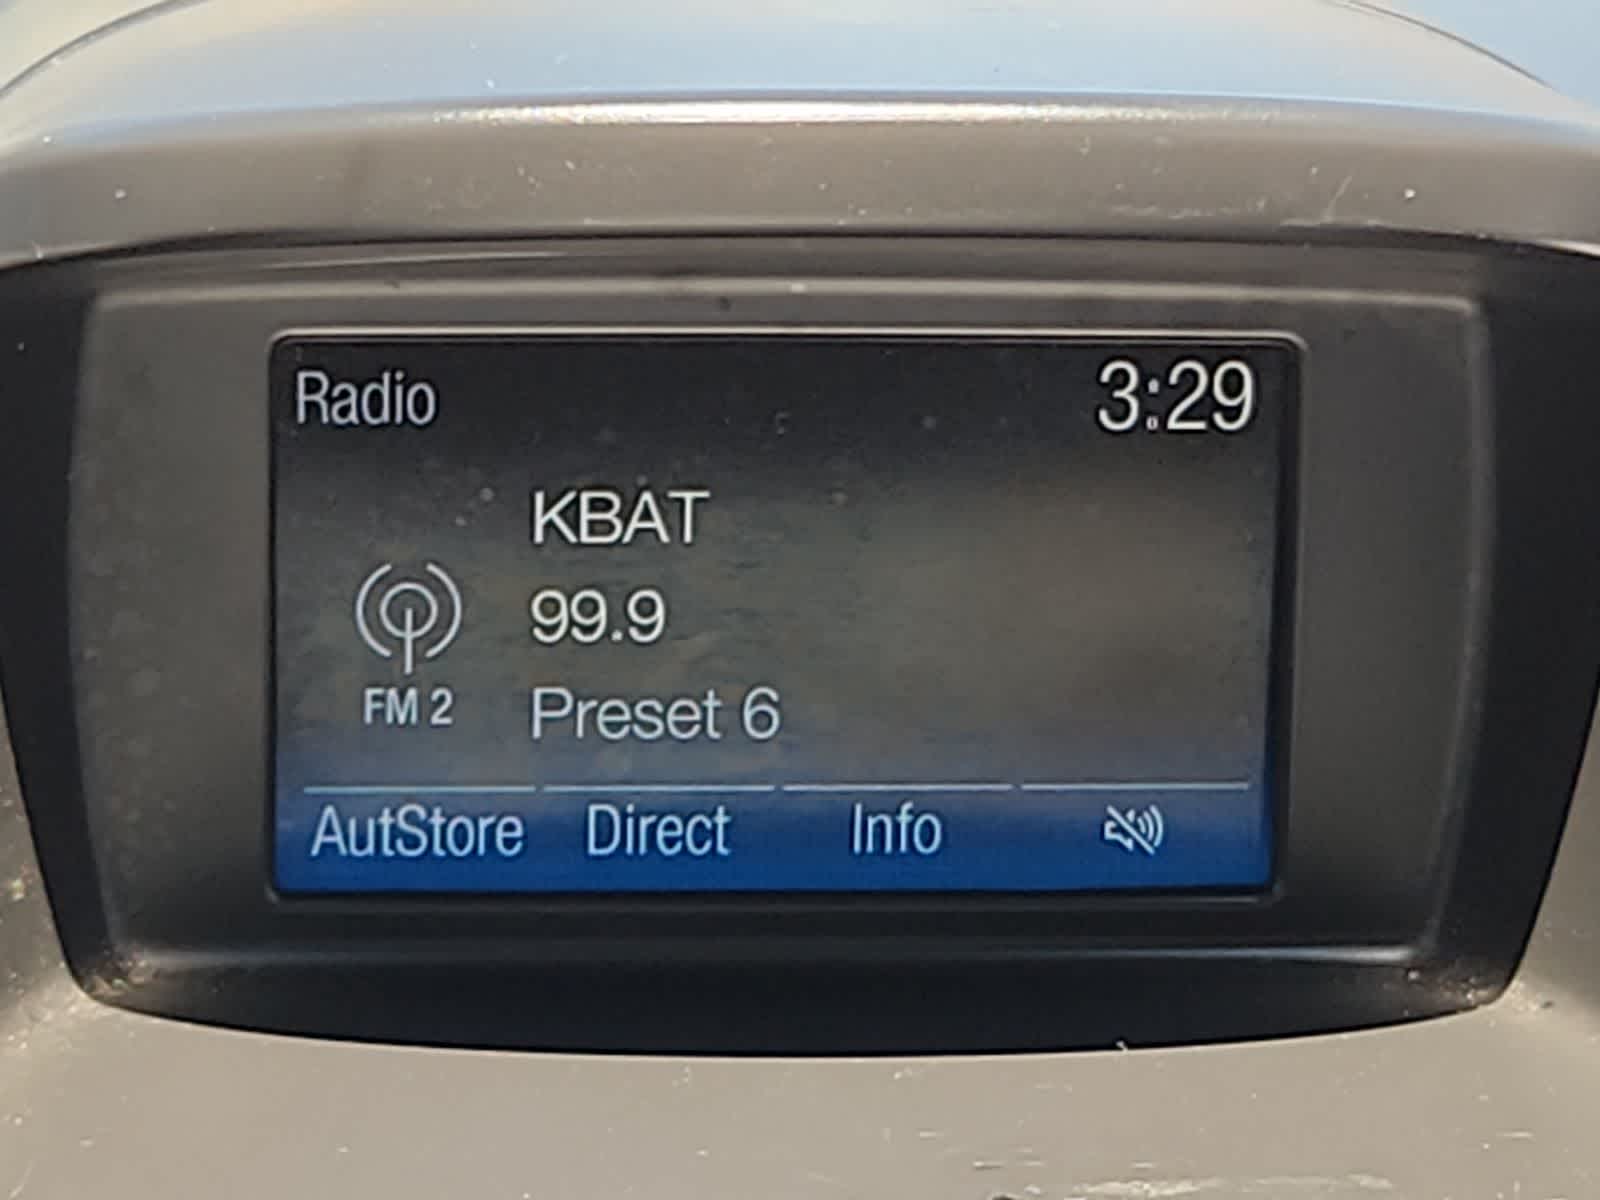 Radio 3:29
KBAT
99.9
FM 2 Preset 6
AutStore Direct Info